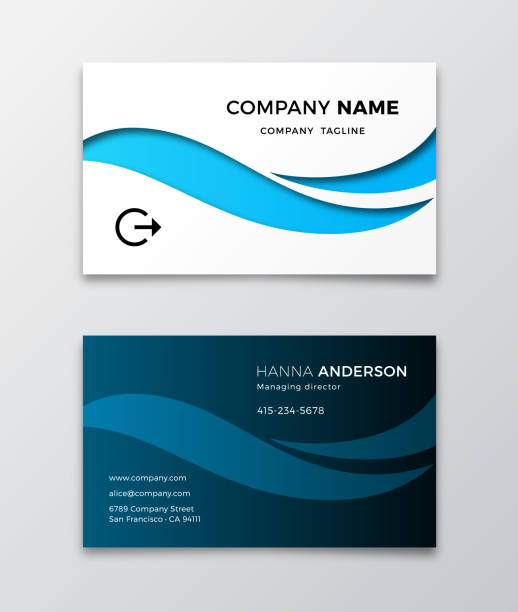 COMPANY NAME
COMPANY TAGLINE
HANNA ANDERSON
Managing director
415-234-5678
www.company.com
alice@company.com
6789 Company Street
San Francisco · CA 94111